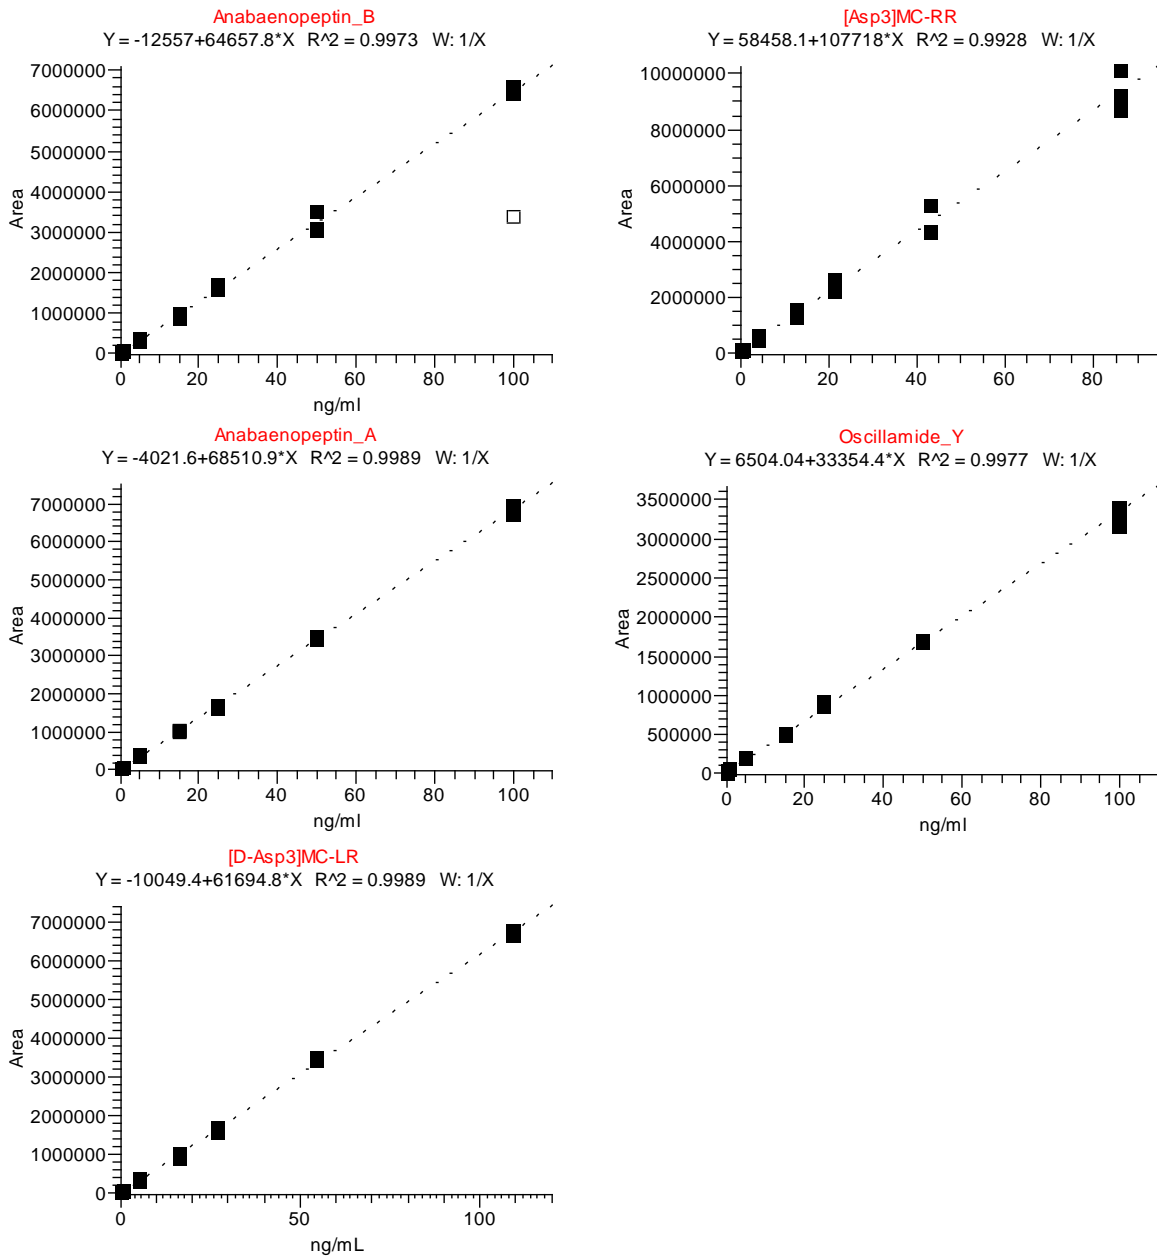 Anabaenopeptin_B
Y = -12557+64657.8*X R^2 = 0.9973 W: 1/X
7000000
6000000
5000000
4000000
3000000
2000000
1000000
0
Area
0 20 40 60 80 100
ng/ml
[Asp3]MC-RR
Y = 58458.1+107718*X R^2 = 0.9928 W: 1/X
10000000
8000000
6000000
4000000
2000000
0
Area
0 20 40 60 80
Anabaenopeptin_A
Y = -4021.6+68510.9*X R^2 = 0.9989 W: 1/X
7000000
6000000
5000000
4000000
3000000
2000000
1000000
0
Area
0 20 40 60 80 100
ng/ml
Oscillamide_Y
Y = 6504.04+33354.4*X R^2 = 0.9977 W: 1/X
3500000
3000000
2500000
2000000
1500000
1000000
500000
0
Area
0 20 40 60 80 100
ng/ml
[D-Asp3]MC-LR
Y = -10049.4+61694.8*X R^2 = 0.9989 W: 1/X
7000000
6000000
5000000
4000000
3000000
2000000
1000000
0
Area
0 50 100
ng/mL